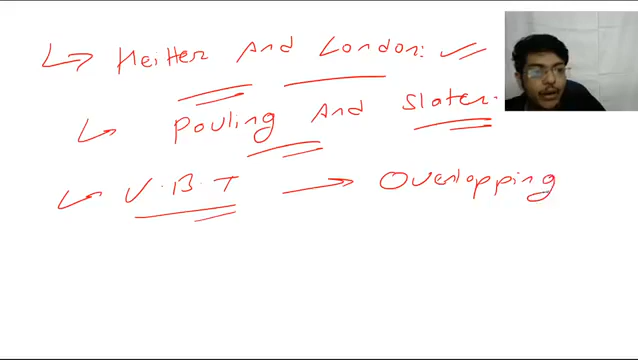 Heitler And London:
Pauling And Slater.
V.B.T → Overlapping